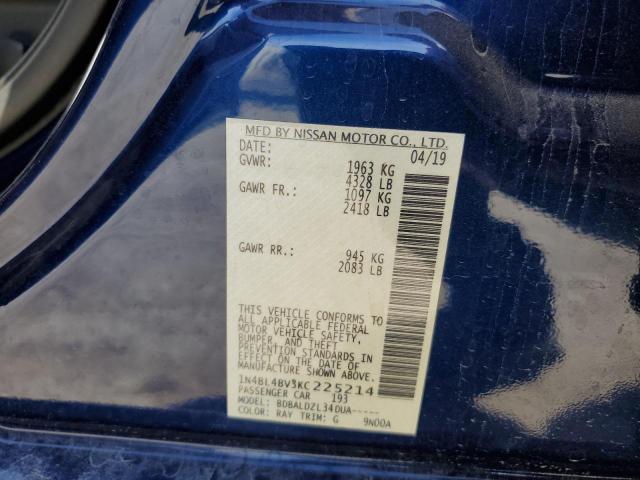 MFD BY NISSAN MOTOR CO., LTD.
DATE: 04/19
GVWR: 1963 KG
4328 LB
GAWR FR.: 1097 KG
2418 LB
GAWR RR.: 945 KG
2083 LB
THIS VEHICLE CONFORMS TO
ALL APPLICABLE FEDERAL
MOTOR VEHICLE SAFETY,
BUMPER, AND THEFT
PREVENTION STANDARDS IN
EFFECT ON THE DATE OF
MANUFACTURE SHOWN ABOVE.
1N4BL4BV3KC225214
PASSENGER CAR 193
MODEL: BDBALDZL34DUA-----
COLOR: RAY TRIM: G 9N00A